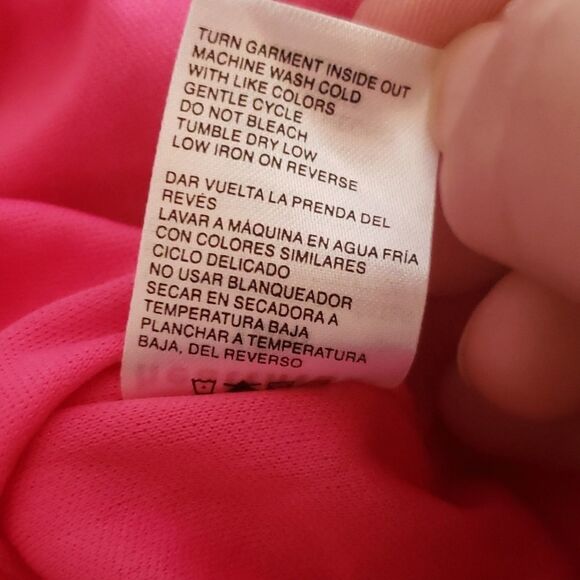 TURN GARMENT INSIDE OUT
MACHINE WASH COLD
WITH LIKE COLORS
GENTLE CYCLE
DO NOT BLEACH
TUMBLE DRY LOW
LOW IRON ON REVERSE
DAR VUELTA LA PRENDA DEL
REVÉS
LAVAR A MÁQUINA EN AGUA FRÍA
CON COLORES SIMILARES
CICLO DELICADO
NO USAR BLANQUEADOR
SECAR EN SECADORA A
TEMPERATURA BAJA
PLANCHAR A TEMPERATURA
BAJA, DEL REVERSO